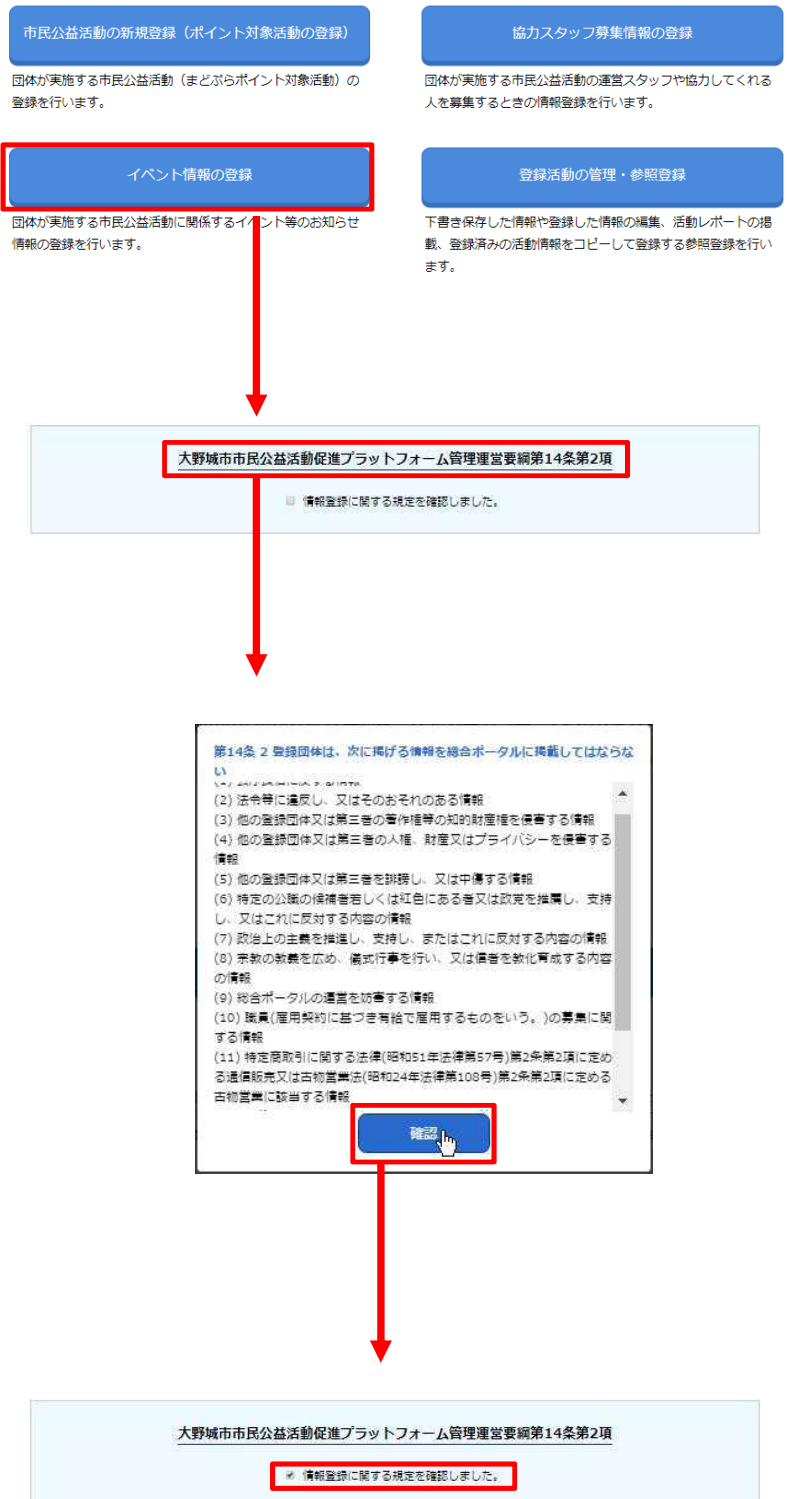 市民公益活動の新規登録（ポイント対象活動の登録）
団体が実施する市民公益活動（まどぷらポイント対象活動）の
登録を行います。
協力スタッフ募集情報の登録
団体が実施する市民公益活動の運営スタッフや協力してくれる
人を募集するときの情報登録を行います。
イベント情報の登録
団体が実施する市民公益活動に関係するイベント等のお知らせ
情報の登録を行います。
登録活動の管理・参照登録
下書き保存した情報や登録した情報の編集、活動レポートの掲
載、登録済みの活動情報をコピーして登録する参照登録を行い
ます。
大野城市市民公益活動促進プラットフォーム管理運営要綱第14条第2項
情報登録に関する規定を確認しました。
第14条 2 登録団体は、次に掲げる情報を総合ポータルに掲載してはならな
い
(2) 法令等に違反し、又はそのおそれのある情報
(3) 他の登録団体又は第三者の著作権等の知的財産権を侵害する情報
(4) 他の登録団体又は第三者の人権、財産又はプライバシーを侵害する
情報
(5) 他の登録団体又は第三者を誹謗し、又は中傷する情報
(6) 特定の公職の候補者若しくは紅色にある者又は政党を推薦し、支持
し、又はこれに反対する内容の情報
(7) 政治上の主義を推進し、支持し、またはこれに反対する内容の情報
(8) 宗教の教義を広め、儀式行事を行い、又は信者を教化育成する内容
の情報
(9) 総合ポータルの運営を妨害する情報
(10) 職員(雇用契約に基づき有給で雇用するものをいう。)の募集に関
する情報
(11) 特定商取引に関する法律(昭和51年法律第57号)第2条第2項に定め
る通信販売又は古物営業法(昭和24年法律第108号)第2条第2項に定める
古物営業に該当する情報
確認
大野城市市民公益活動促進プラットフォーム管理運営要綱第14条第2項
情報登録に関する規定を確認しました。